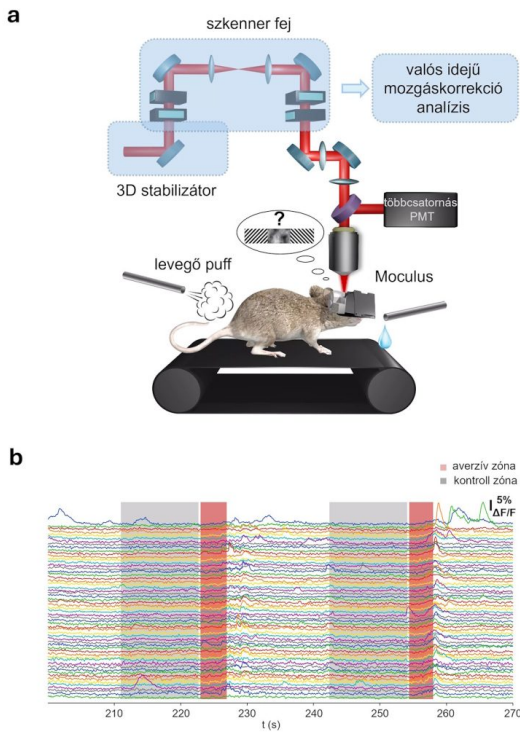 a
szkenner fej
valós idejű
mozgáskorrekció
analízis
3D stabilizátor
többcsatornás
PMT
?
levegő puff
Moculus
b
averzív zóna
kontroll zóna
5%
ΔF/F
210 220 230 240 250 260 270
t (s)